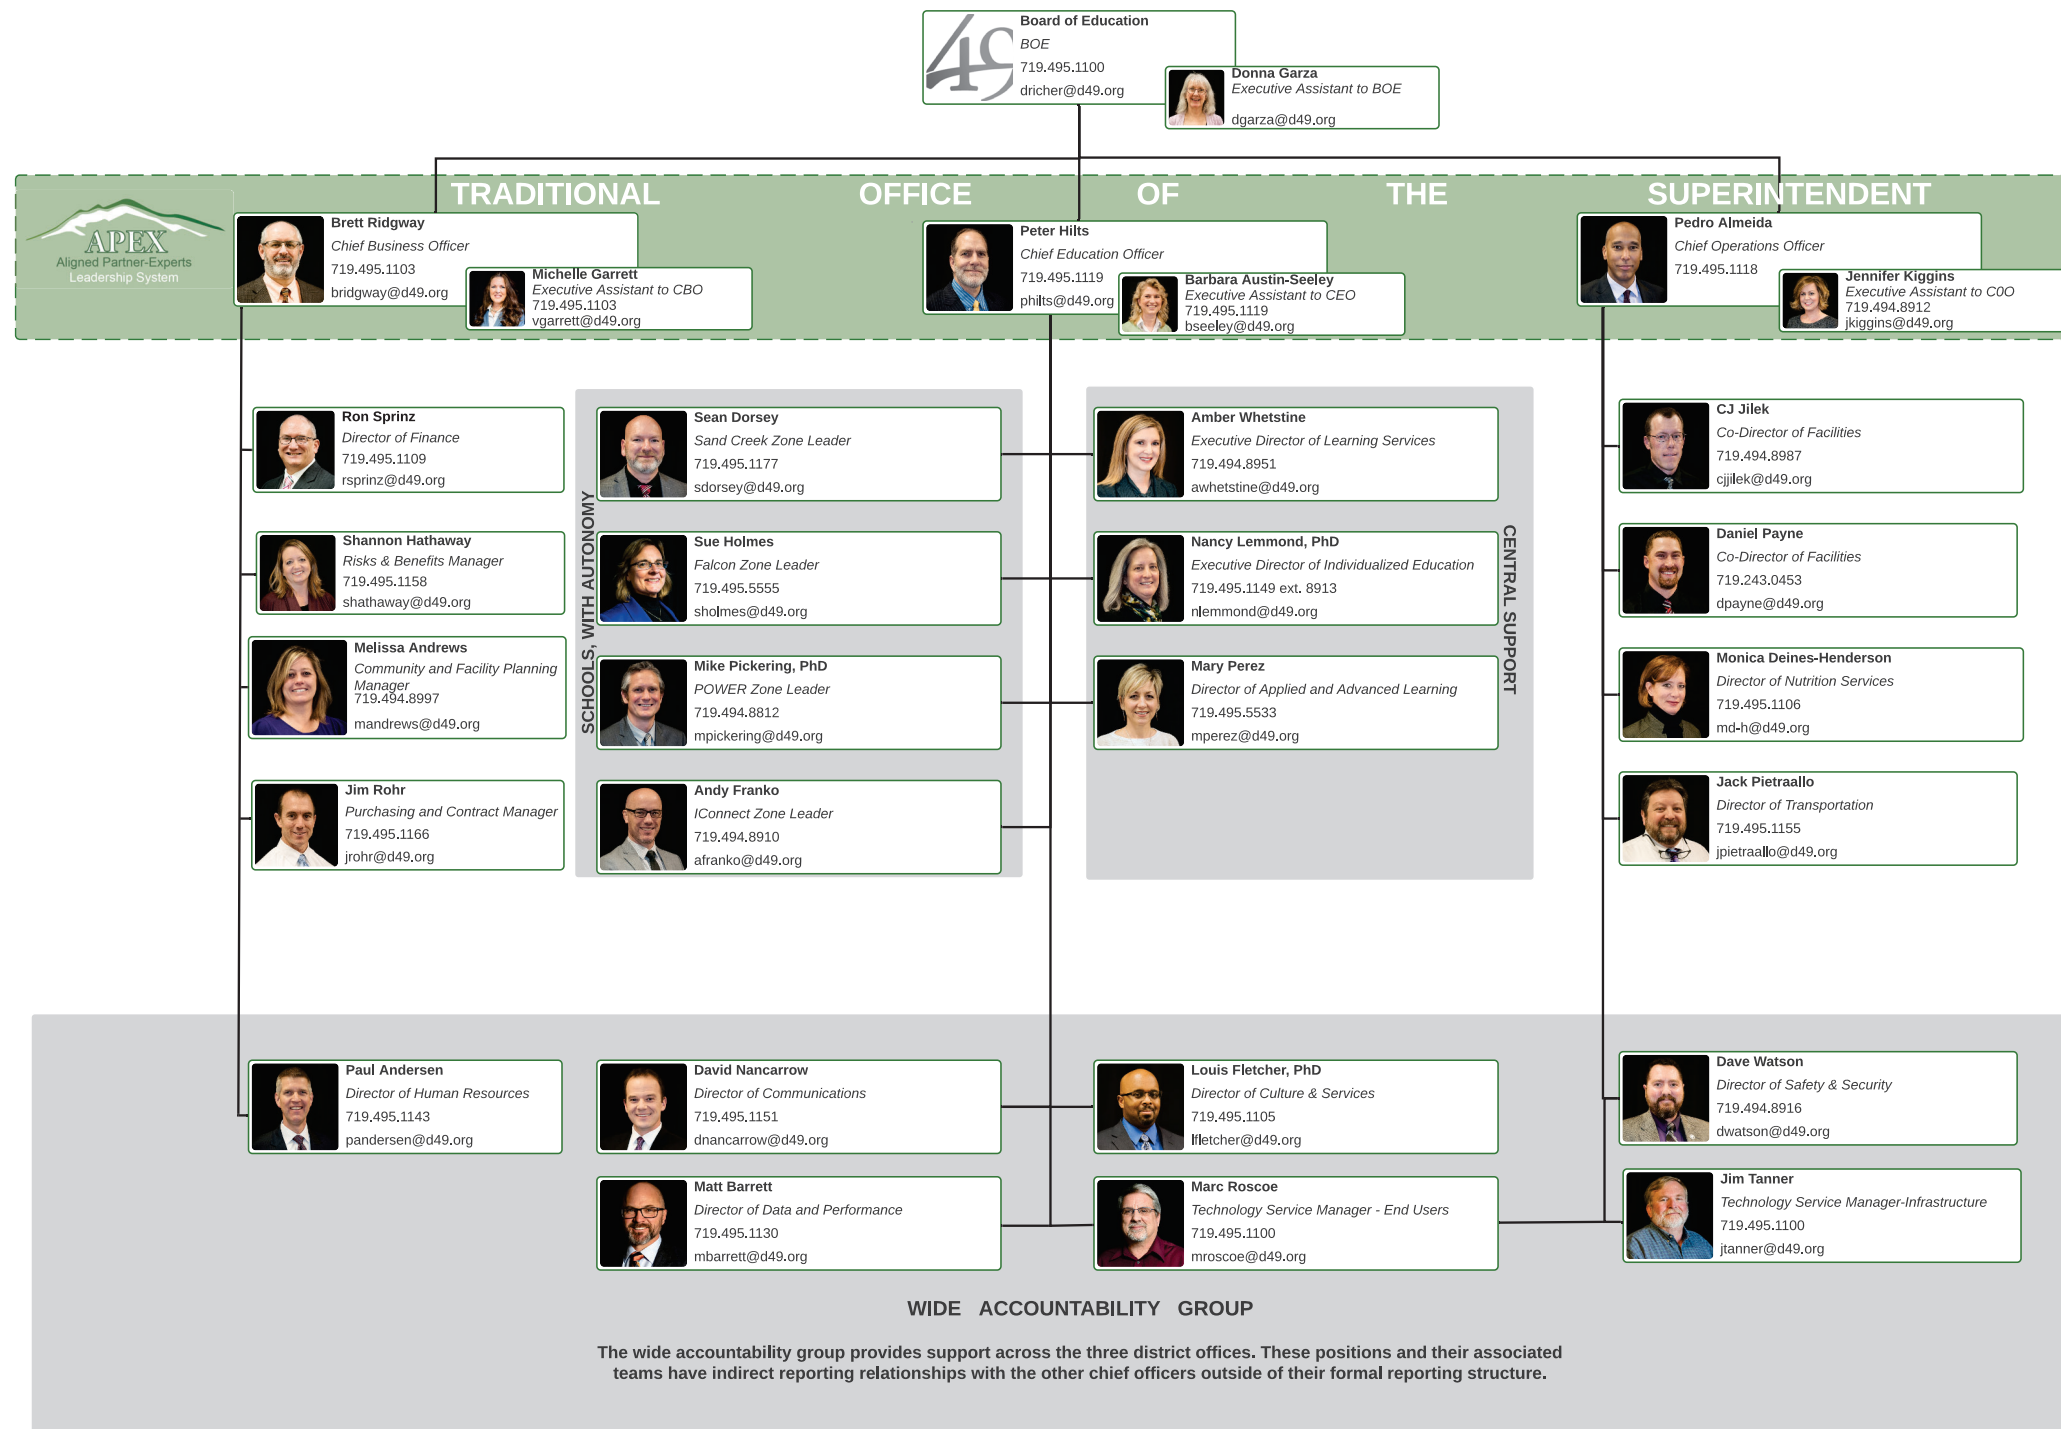 49
Board of Education
BOE
719.495.1100
dricher@d49.org
Donna Garza
Executive Assistant to BOE
dgarza@d49.org
TRADITIONAL OFFICE OF THE SUPERINTENDENT
APEX
Aligned Partner-Experts
Leadership System
Brett Ridgway
Chief Business Officer
719.495.1103
bridgway@d49.org
Michelle Garrett
Executive Assistant to CBO
719.495.1103
vgarrett@d49.org
Peter Hilts
Chief Education Officer
719.495.1119
philts@d49.org
Barbara Austin-Seeley
Executive Assistant to CEO
719.495.1119
bseeley@d49.org
Pedro Almeida
Chief Operations Officer
719.495.1118
Jennifer Kiggins
Executive Assistant to C0O
719.494.8912
jkiggins@d49.org
Ron Sprinz
Director of Finance
719.495.1109
rsprinz@d49.org
Shannon Hathaway
Risks & Benefits Manager
719.495.1158
shathaway@d49.org
Melissa Andrews
Community and Facility Planning
Manager
719.494.8997
mandrews@d49.org
Jim Rohr
Purchasing and Contract Manager
719.495.1166
jrohr@d49.org
SCHOOLS, WITH AUTONOMY
Sean Dorsey
Sand Creek Zone Leader
719.495.1177
sdorsey@d49.org
Sue Holmes
Falcon Zone Leader
719.495.5555
sholmes@d49.org
Mike Pickering, PhD
POWER Zone Leader
719.494.8812
mpickering@d49.org
Andy Franko
IConnect Zone Leader
719.494.8910
afranko@d49.org
Amber Whetstine
Executive Director of Learning Services
719.494.8951
awhetstine@d49.org
Nancy Lemmond, PhD
Executive Director of Individualized Education
719.495.1149 ext. 8913
nlemmond@d49.org
Mary Perez
Director of Applied and Advanced Learning
719.495.5533
mperez@d49.org
CENTRAL SUPPORT
CJ Jilek
Co-Director of Facilities
719.494.8987
cjjilek@d49.org
Daniel Payne
Co-Director of Facilities
719.243.0453
dpayne@d49.org
Monica Deines-Henderson
Director of Nutrition Services
719.495.1106
md-h@d49.org
Jack Pietraallo
Director of Transportation
719.495.1155
jpietraallo@d49.org
Paul Andersen
Director of Human Resources
719.495.1143
pandersen@d49.org
David Nancarrow
Director of Communications
719.495.1151
dnancarrow@d49.org
Louis Fletcher, PhD
Director of Culture & Services
719.495.1105
lfletcher@d49.org
Dave Watson
Director of Safety & Security
719.494.8916
dwatson@d49.org
Matt Barrett
Director of Data and Performance
719.495.1130
mbarrett@d49.org
Marc Roscoe
Technology Service Manager - End Users
719.495.1100
mroscoe@d49.org
Jim Tanner
Technology Service Manager-Infrastructure
719.495.1100
jtanner@d49.org
WIDE ACCOUNTABILITY GROUP
The wide accountability group provides support across the three district offices. These positions and their associated
teams have indirect reporting relationships with the other chief officers outside of their formal reporting structure.